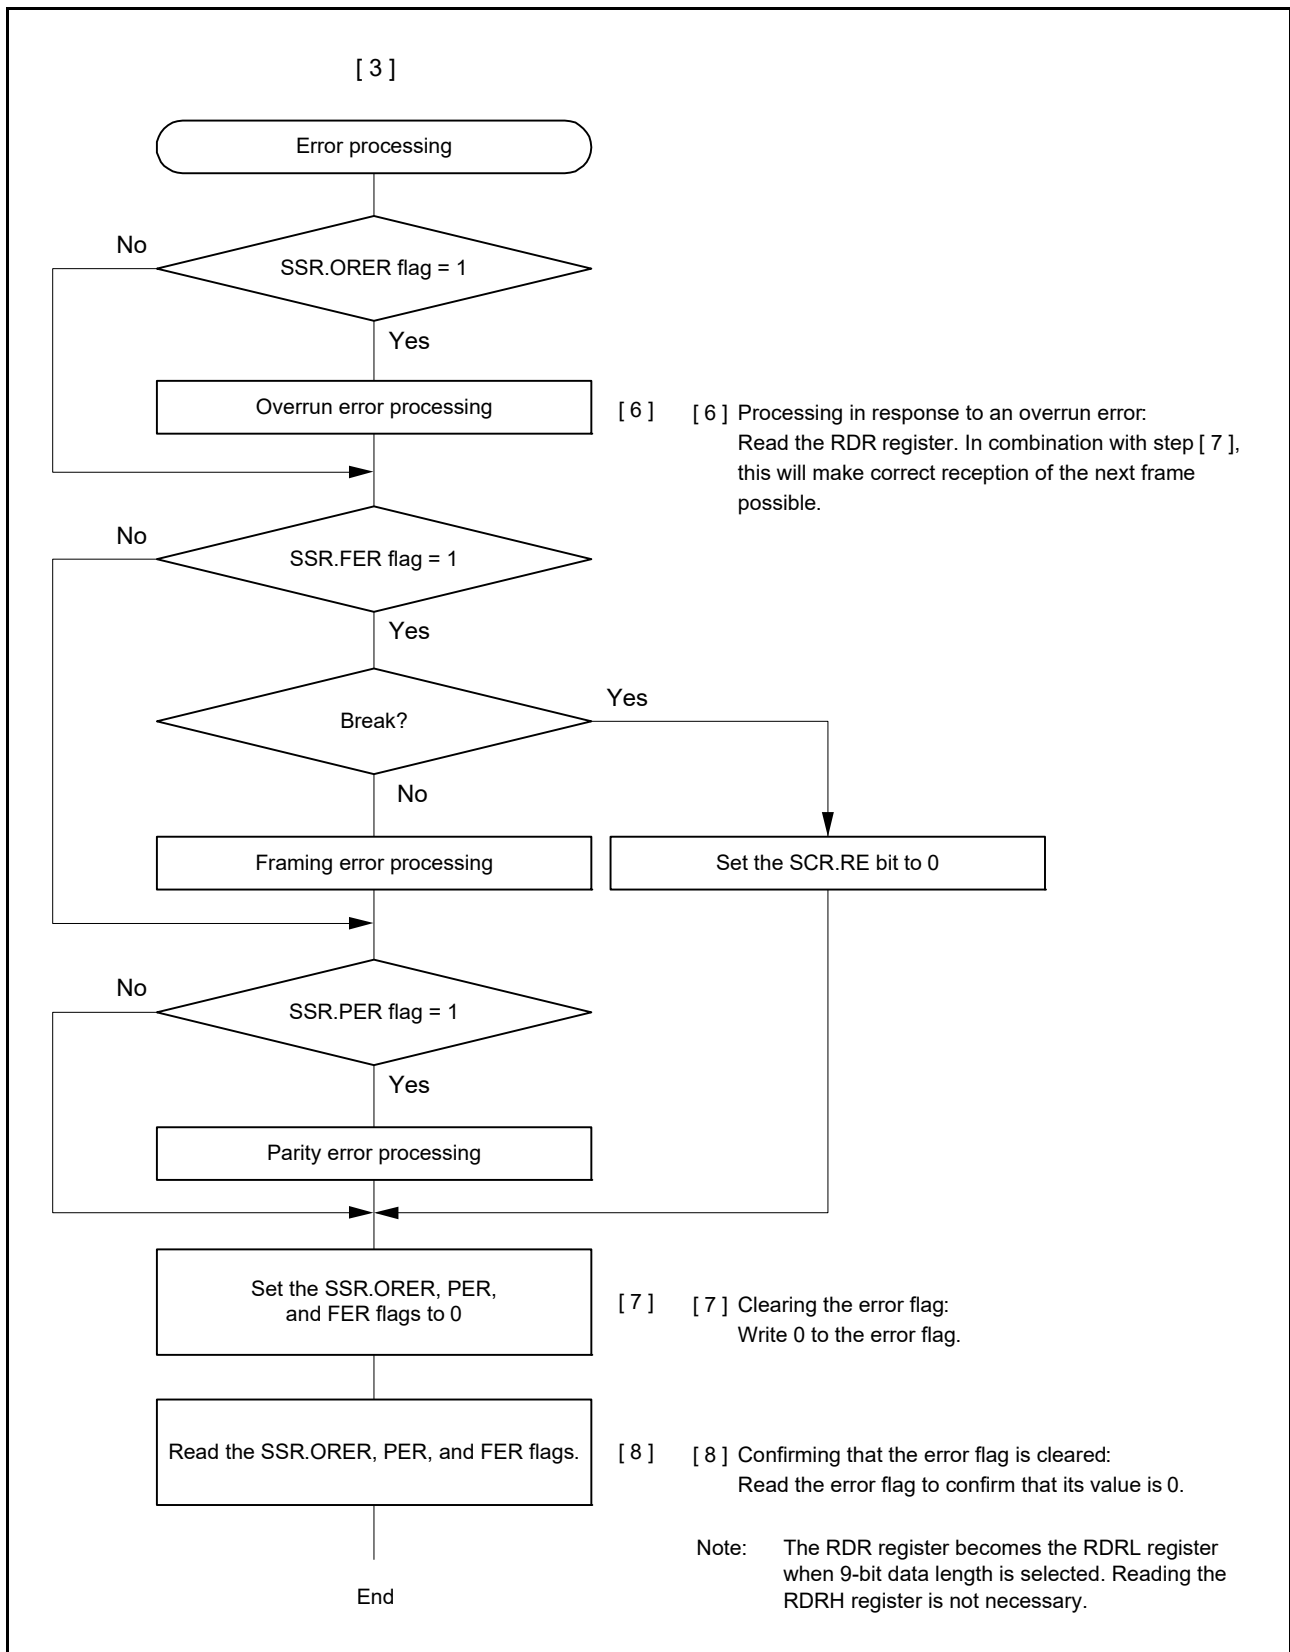 [ 3 ]
Error processing
No
SSR.ORER flag = 1
Yes
Overrun error processing
[ 6 ]
[ 6 ] Processing in response to an overrun error:
Read the RDR register. In combination with step [ 7 ],
this will make correct reception of the next frame
possible.
No
SSR.FER flag = 1
Yes
Break?
Yes
No
Framing error processing
Set the SCR.RE bit to 0
No
SSR.PER flag = 1
Yes
Parity error processing
Set the SSR.ORER, PER,
and FER flags to 0
[ 7 ]
[ 7 ] Clearing the error flag:
Write 0 to the error flag.
Read the SSR.ORER, PER, and FER flags.
[ 8 ]
[ 8 ] Confirming that the error flag is cleared:
Read the error flag to confirm that its value is 0.
Note: The RDR register becomes the RDRL register
when 9-bit data length is selected. Reading the
RDRH register is not necessary.
End